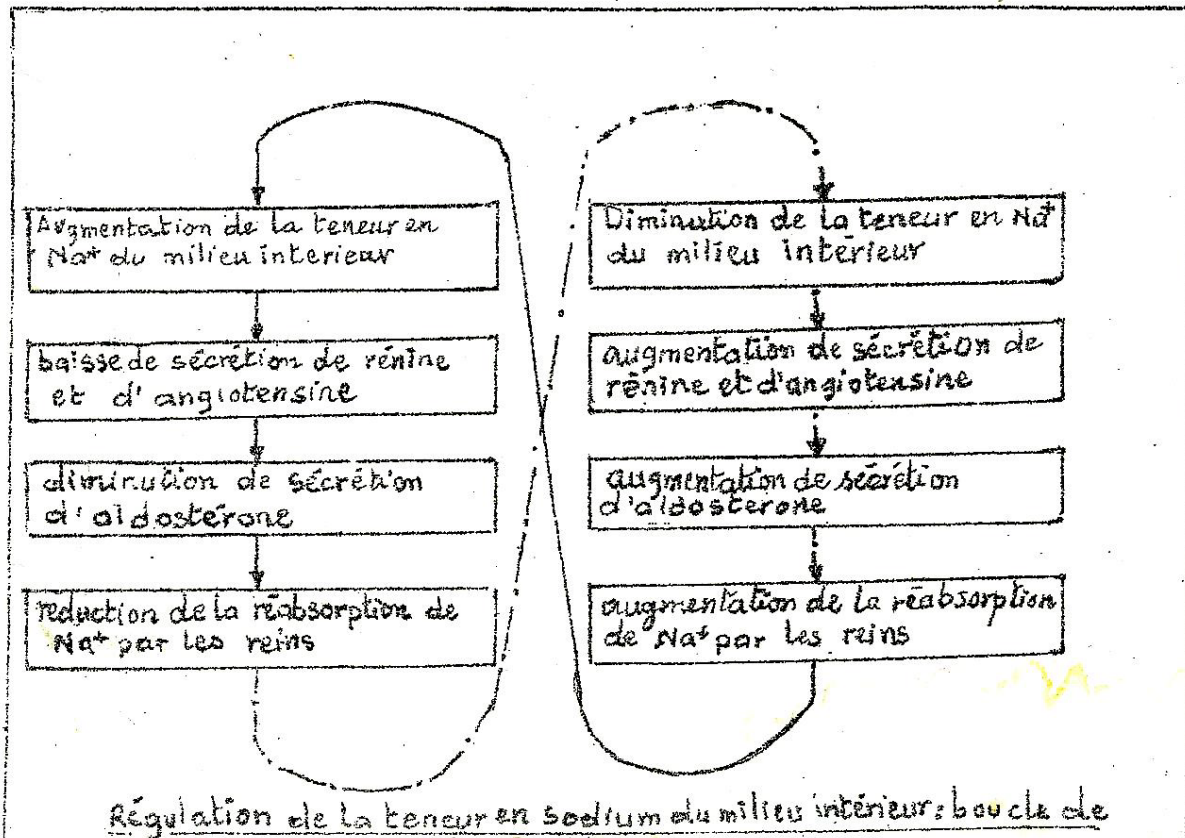 Augmentation de la teneur en
Na+ du milieu interieur
baisse de sécrétion de rénine
et d'angiotensine
diminution de sécrétion
d'aldostérone
réduction de la réabsorption de
Na+ par les reins
Diminution de la teneur en Na+
du milieu intérieur
augmentation de sécrétion de
rénine et d'angiotensine
augmentation de sécrétion
d'aldosterone
augmentation de la réabsorption
de Na+ par les reins
Régulation de la teneur en sodium du milieu intérieur: boucle de